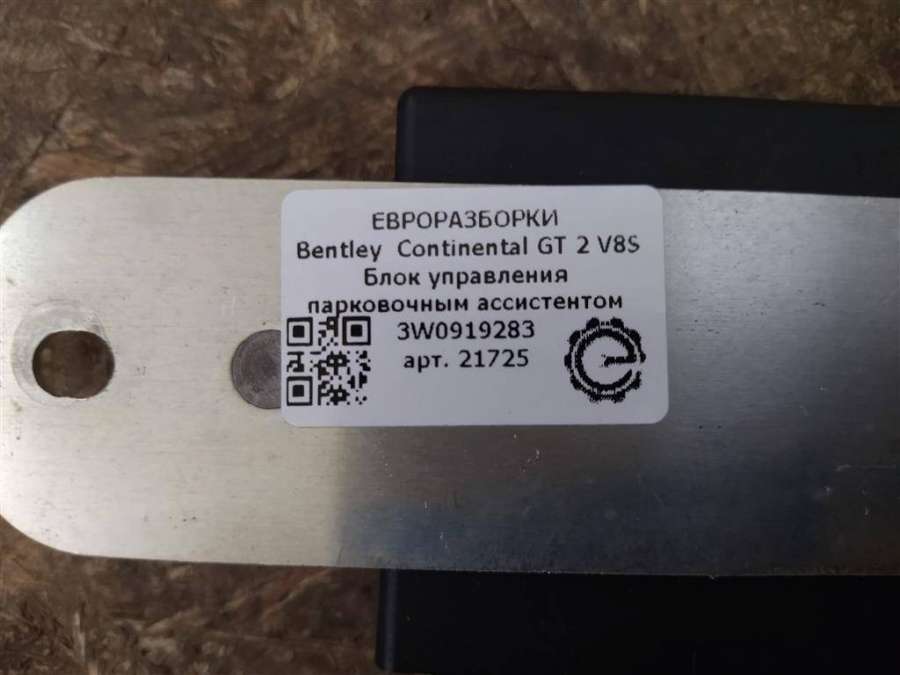 ЕВРОРАЗБОРКИ
Bentley Continental GT 2 V8S
Блок управления
парковочным ассистентом
3W0919283
арт. 21725